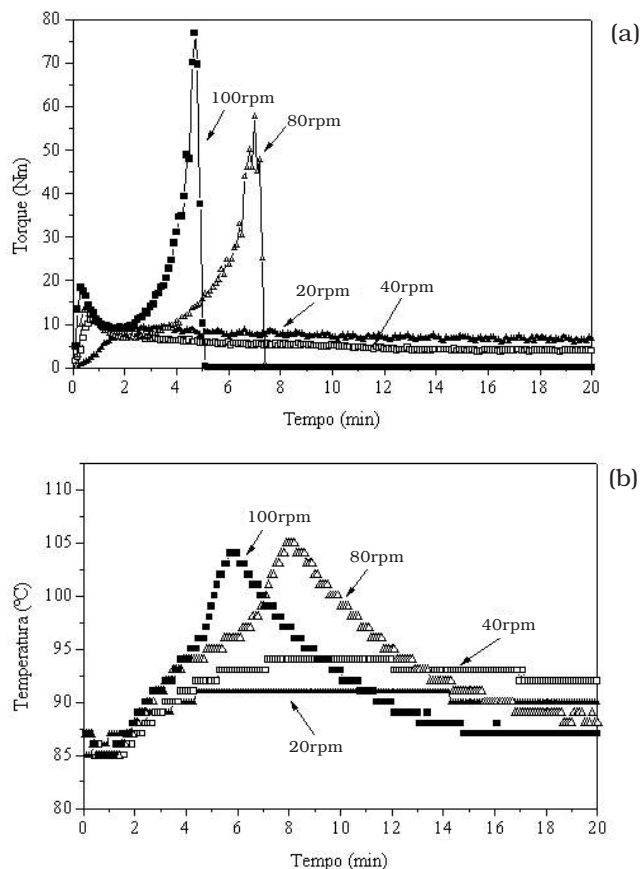 (a)
80
70
60
50
40
30
20
10
0
Torque (Nm)
100rpm
80rpm
20rpm
40rpm
0 2 4 6 8 10 12 14 16 18 20
Tempo (min)
(b)
110
105
100
95
90
85
80
Temperatura (ºC)
100rpm
80rpm
40rpm
20rpm
0 2 4 6 8 10 12 14 16 18 20
Tempo (min)